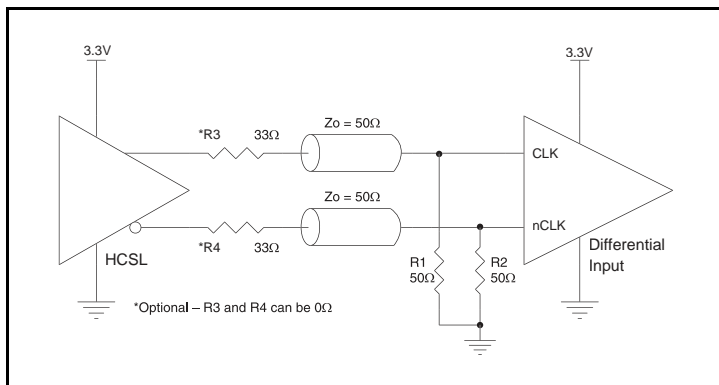 3.3V
3.3V
*R3
33Ω
Zo = 50Ω
CLK
Zo = 50Ω
nCLK
*R4
33Ω
HCSL
R1
50Ω
R2
50Ω
Differential
Input
*Optional – R3 and R4 can be 0Ω